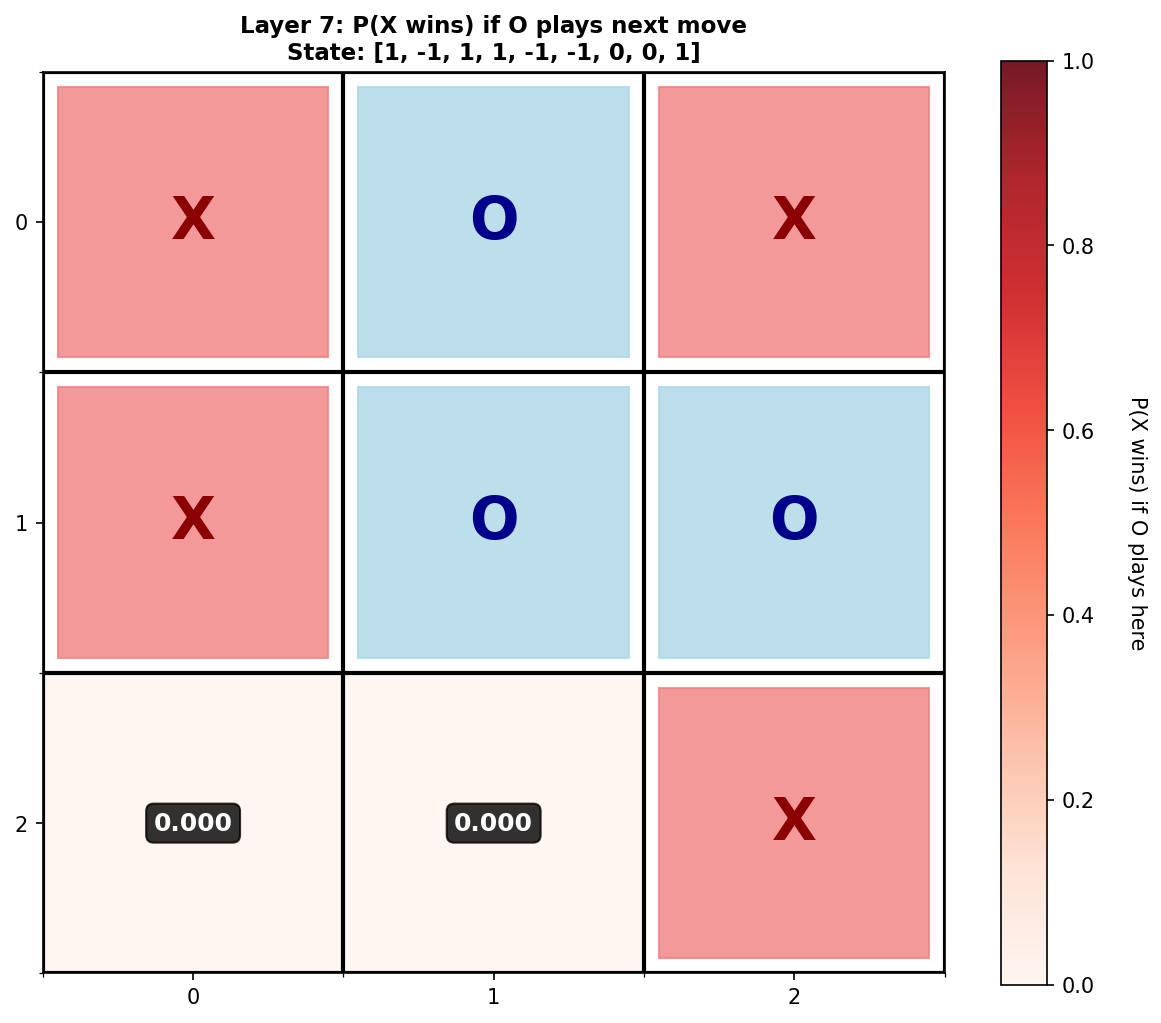 Layer 7: P(X wins) if O plays next move
State: [1, -1, 1, 1, -1, -1, 0, 0, 1]
1.0
0.8
0.6
0.4
0.2
0.0
P(X wins) if O plays here
0
X
O
X
1
X
O
O
2
0.000
0.000
X
0
1
2